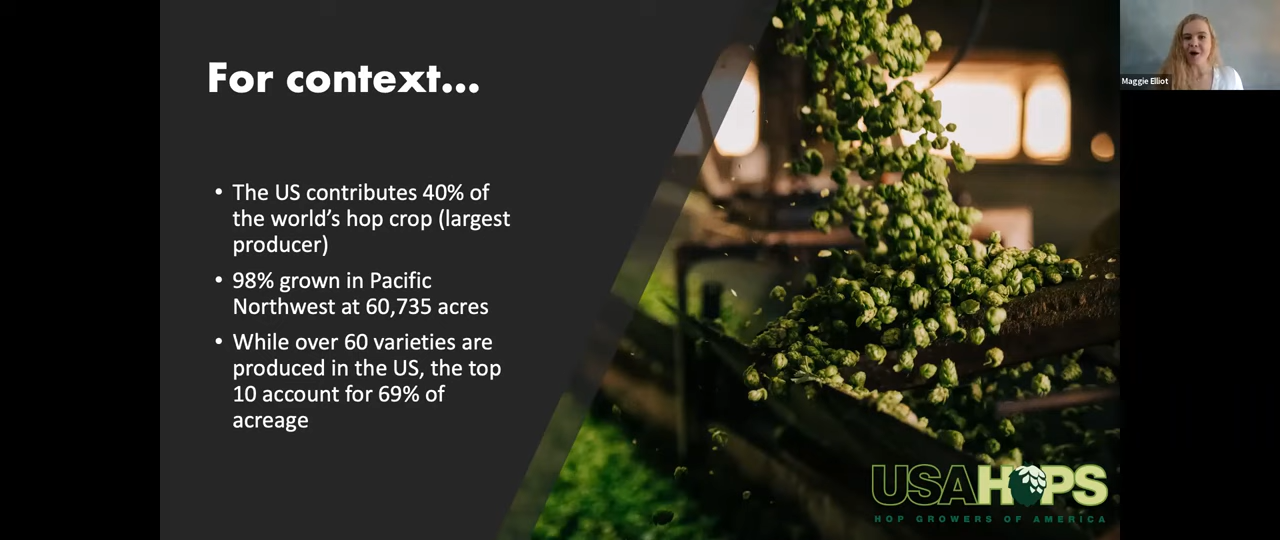 For context...
• The US contributes 40% of
the world's hop crop (largest
producer)
• 98% grown in Pacific
Northwest at 60,735 acres
• While over 60 varieties are
produced in the US, the top
10 account for 69% of
acreage
Maggie Elliot
USAHOPS
HOP GROWERS OF AMERICA